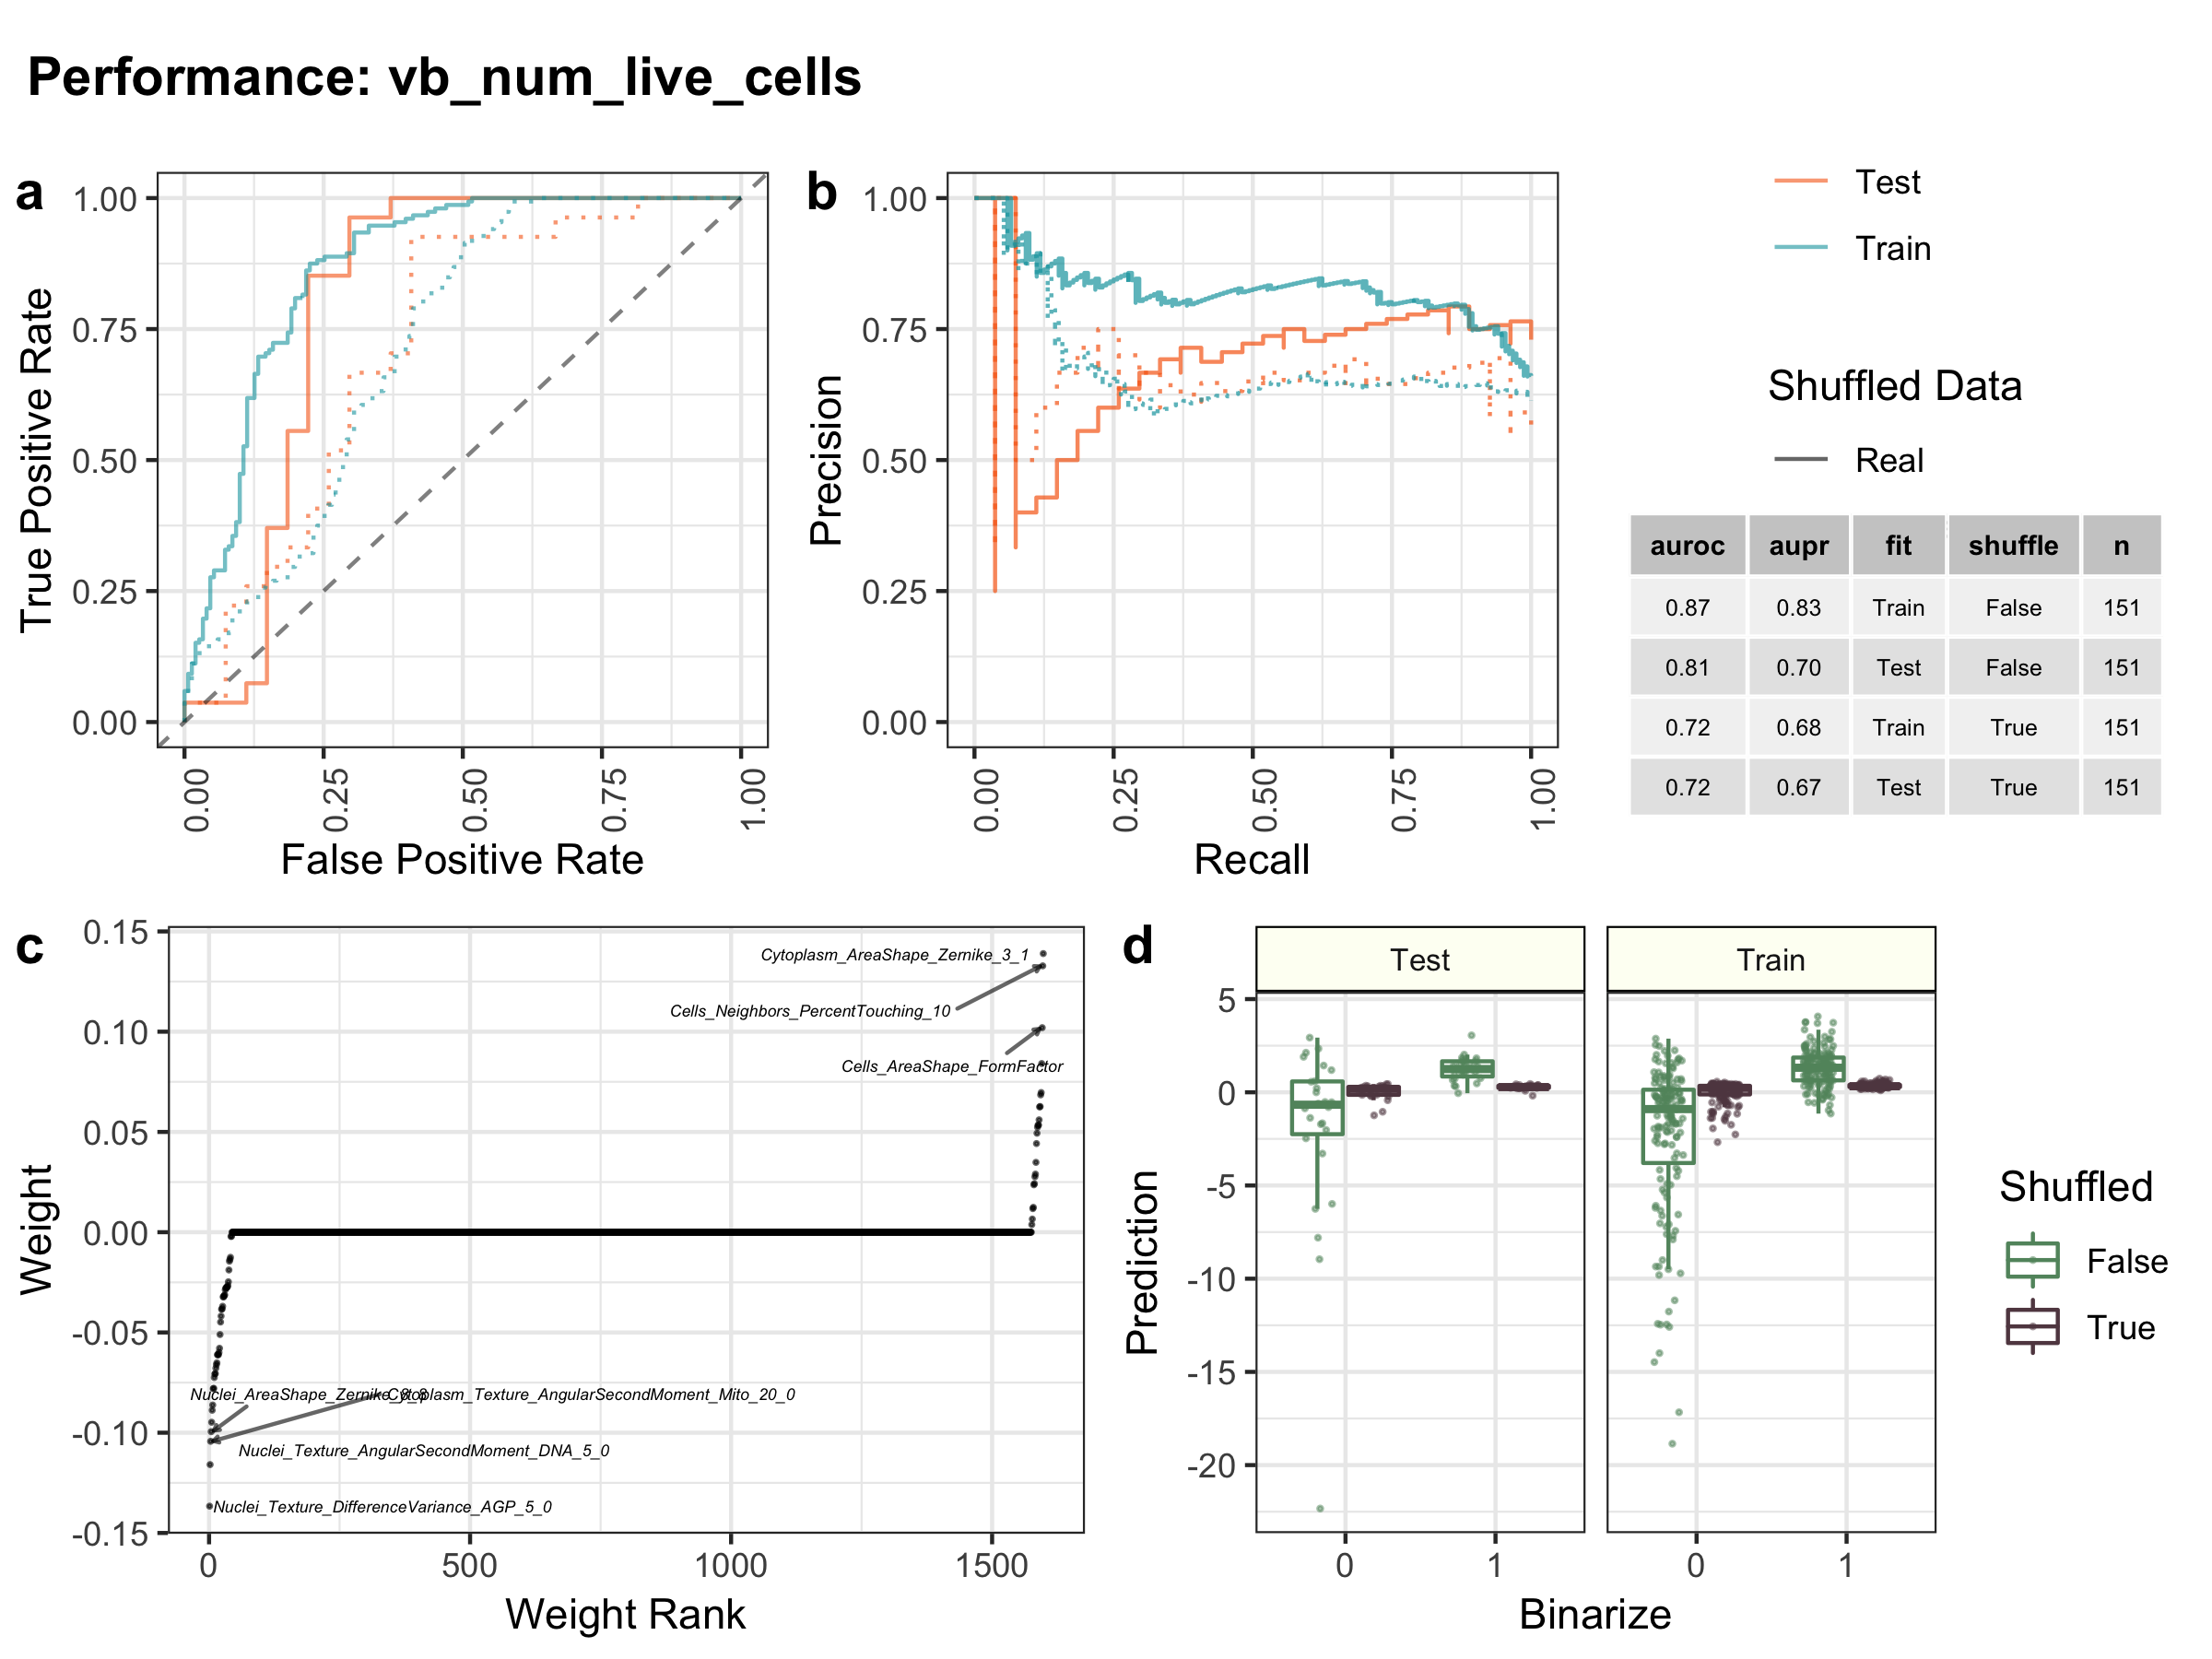 Performance: vb_num_live_cells
a
1.00
0.75
0.50
0.25
0.00
True Positive Rate
0.00
0.25
0.50
0.75
1.00
False Positive Rate
b
1.00
0.75
0.50
0.25
0.00
Precision
0.00
0.25
0.50
0.75
1.00
Recall
Test
Train
Shuffled Data
Real
auroc aupr fit shuffle n
0.87 0.83 Train False 151
0.81 0.70 Test False 151
0.72 0.68 Train True 151
0.72 0.67 Test True 151
c
0.15
0.10
0.05
0.00
-0.05
-0.10
-0.15
Weight
Cytoplasm_AreaShape_Zernike_3_1
Cells_Neighbors_PercentTouching_10
Cells_AreaShape_FormFactor
Cytoplasm_Texture_AngularSecondMoment_Mito_20_0
Nuclei_Texture_AngularSecondMoment_DNA_5_0
Nuclei_Texture_DifferenceVariance_AGP_5_0
0
500
1000
1500
Weight Rank
d
Test
Train
5
0
-5
-10
-15
-20
Prediction
0
1
0
1
Binarize
Shuffled
False
True